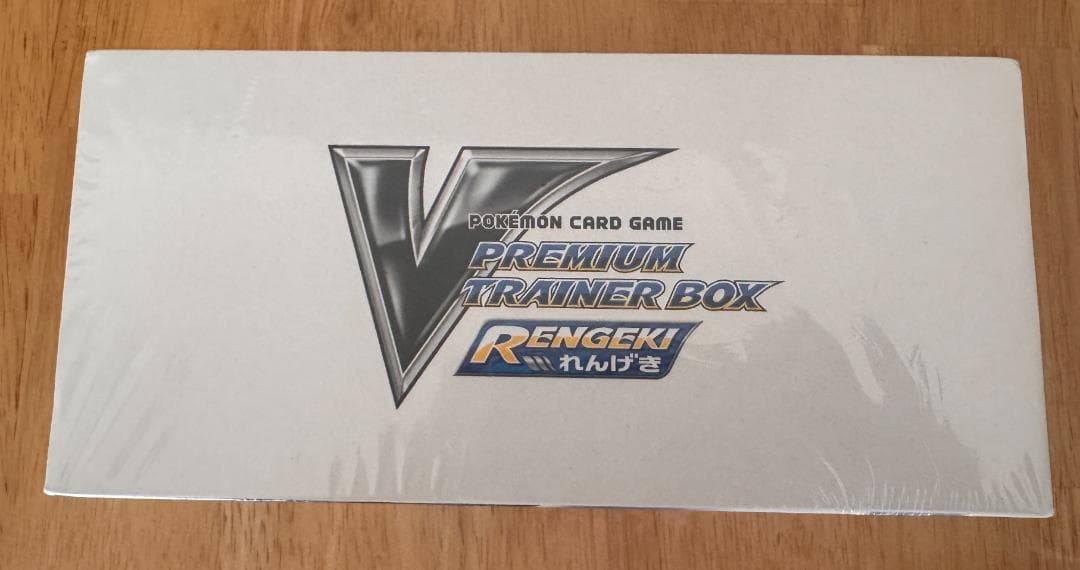 V
POKÉMON CARD GAME
PREMIUM
TRAINER BOX
RENGEKI
れんげき